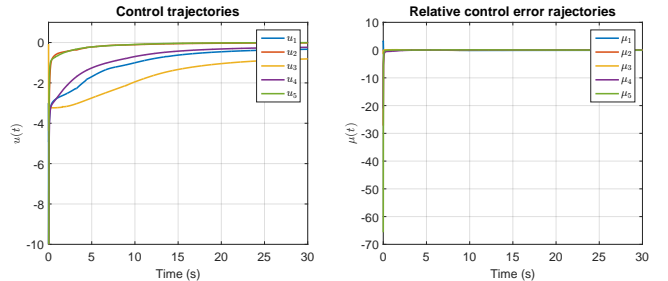 Control trajectories
0
-2
-4
-6
-8
-10
u(t)
0 5 10 15 20 25 30
Time (s)
u₁
u₂
u₃
u₄
u₅
Relative control error rajectories
10
0
-10
-20
-30
-40
-50
-60
-70
μ(t)
0 5 10 15 20 25 30
Time (s)
μ₁
μ₂
μ₃
μ₄
μ₅